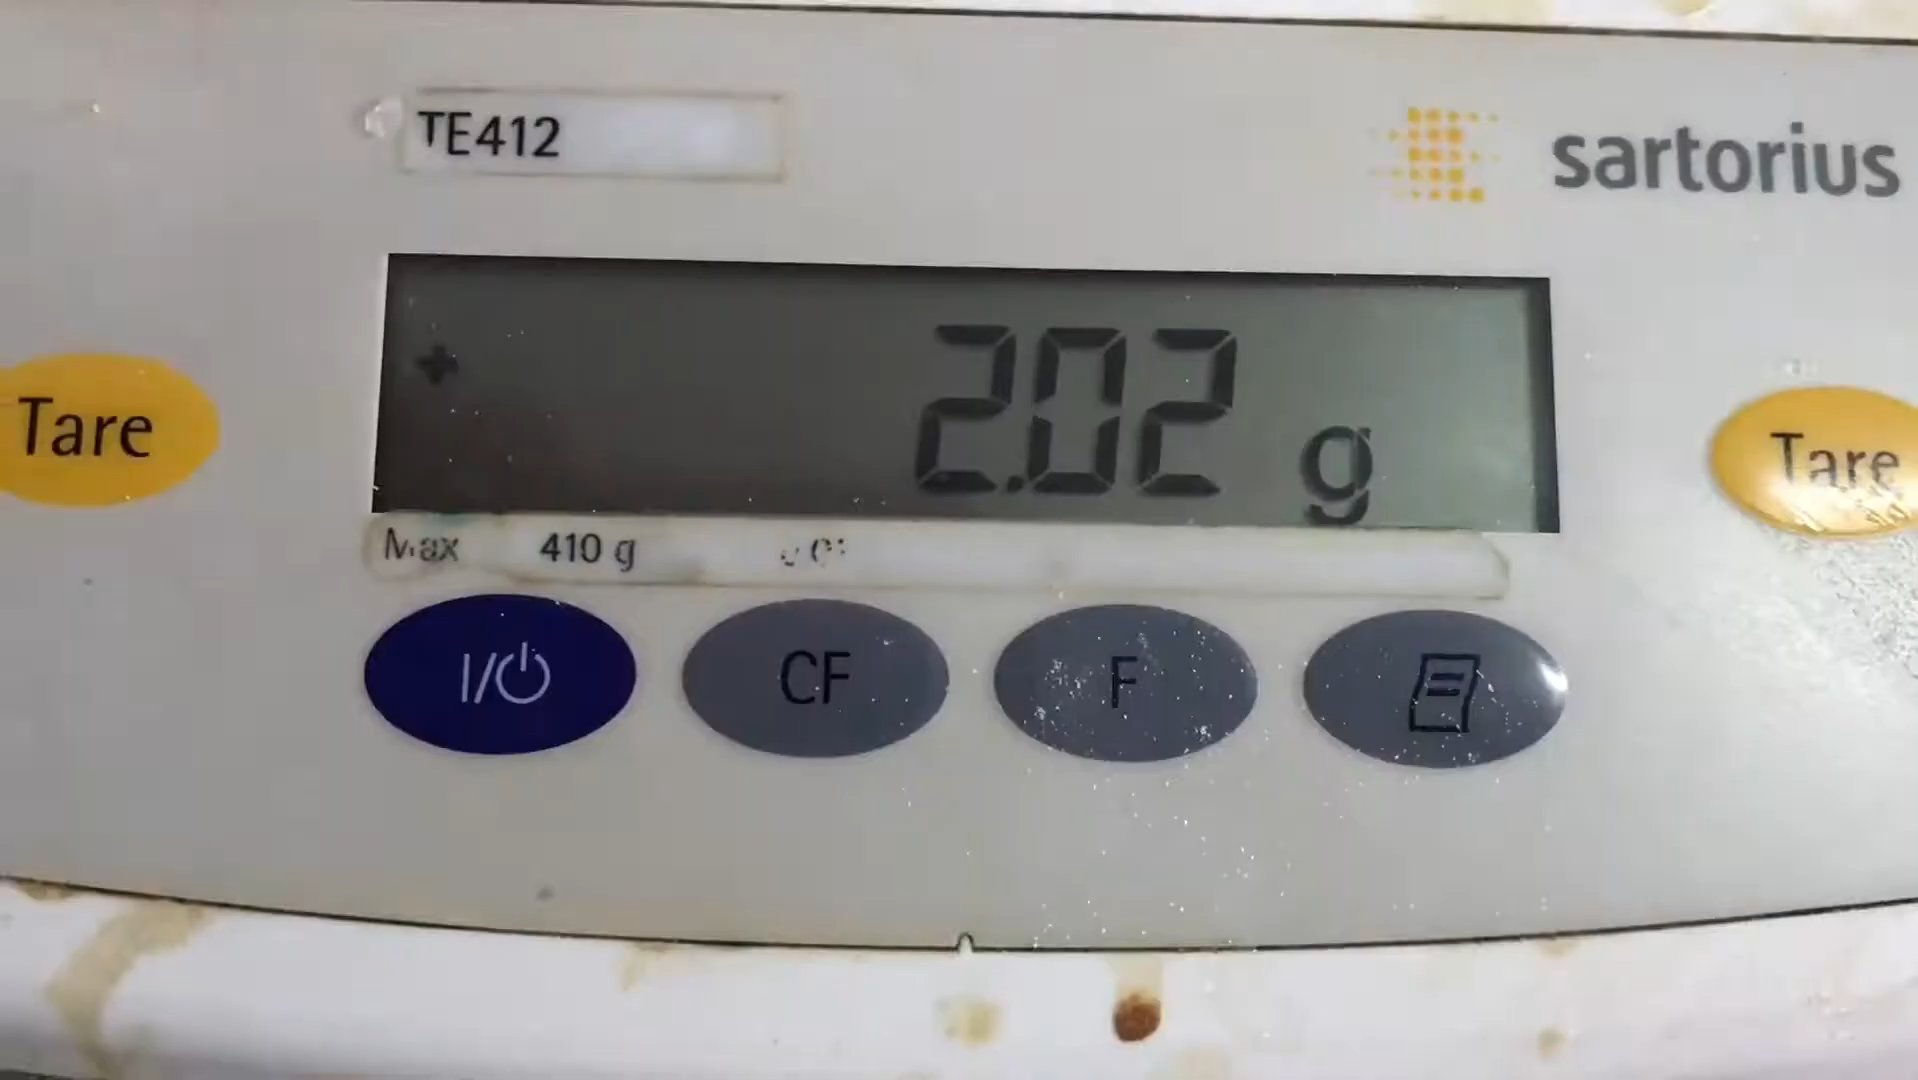 TE412
sartorius
+ 2.02 g
Tare
Tare
Max 410 g
I/⏻ CF F